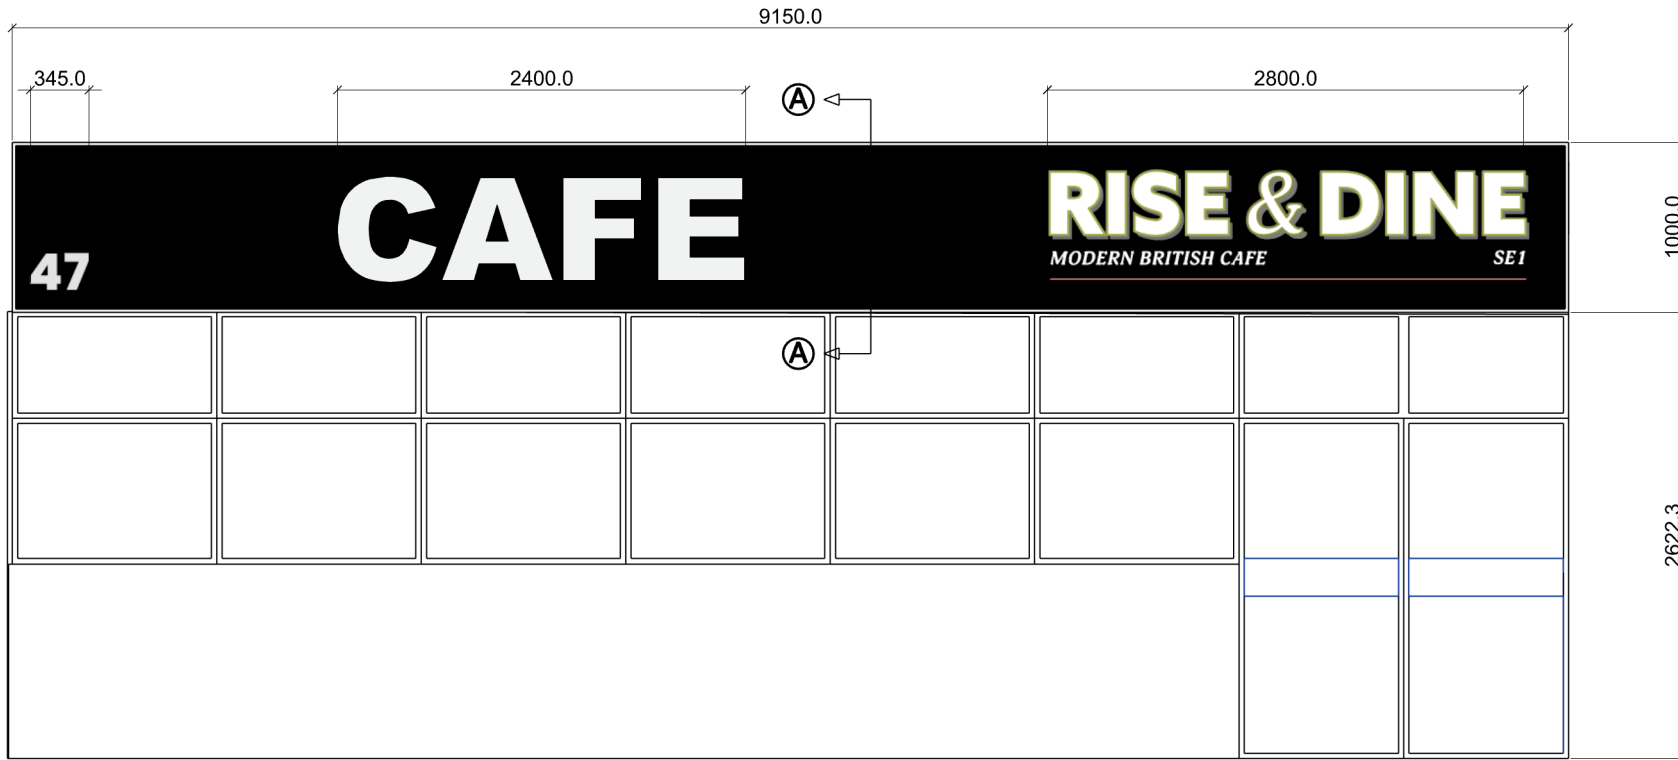 9150.0
345.0
2400.0
2800.0
A
CAFE
RISE & DINE
MODERN BRITISH CAFE SE1
47
1000.0
A
2622.3